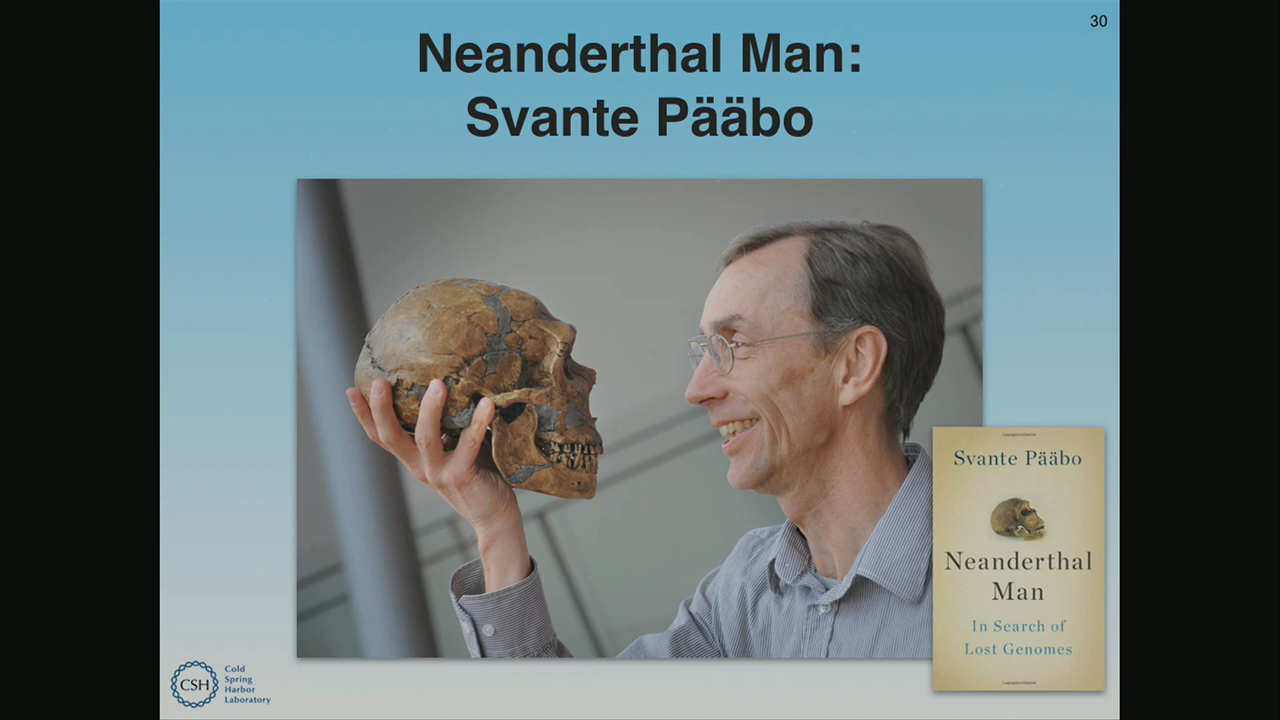 30
Neanderthal Man:
Svante Pääbo
Svante Pääbo
Neanderthal
Man
In Search of
Lost Genomes
CSH
Cold
Spring
Harbor
Laboratory